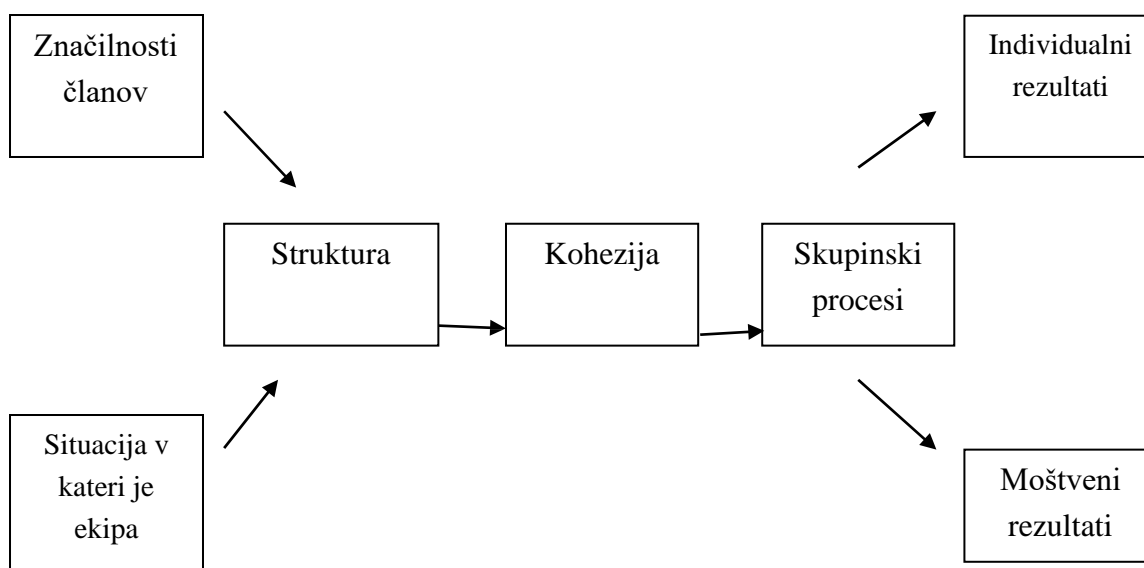 Značilnosti
članov
Individualni
rezultati
Struktura
Kohezija
Skupinski
procesi
Situacija v
kateri je
ekipa
Moštveni
rezultati